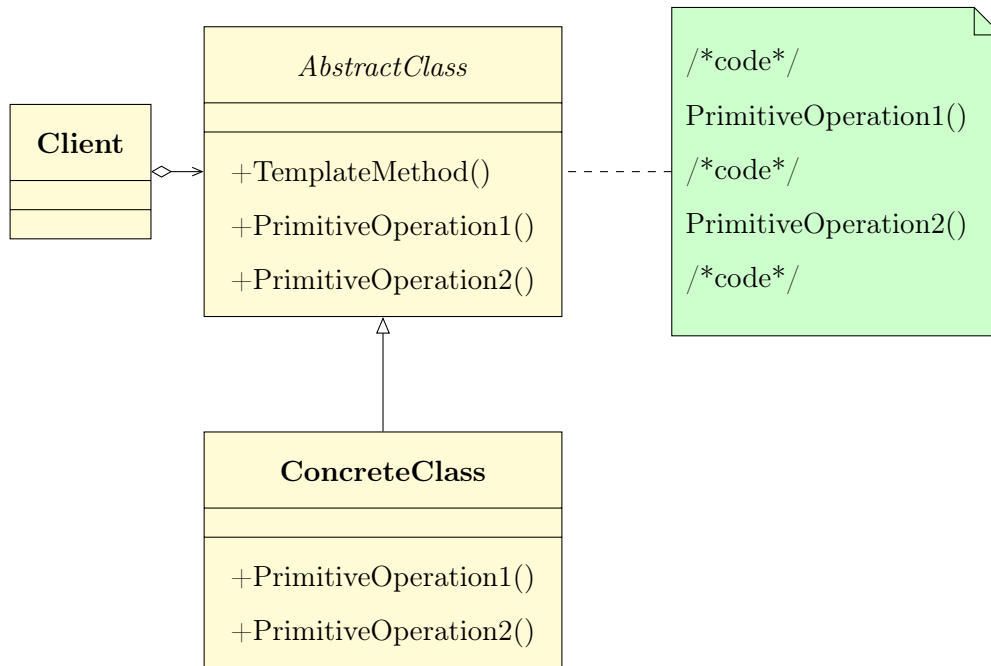 Client
AbstractClass
+TemplateMethod()
+PrimitiveOperation1()
+PrimitiveOperation2()
/*code*/
PrimitiveOperation1()
/*code*/
PrimitiveOperation2()
/*code*/
ConcreteClass
+PrimitiveOperation1()
+PrimitiveOperation2()